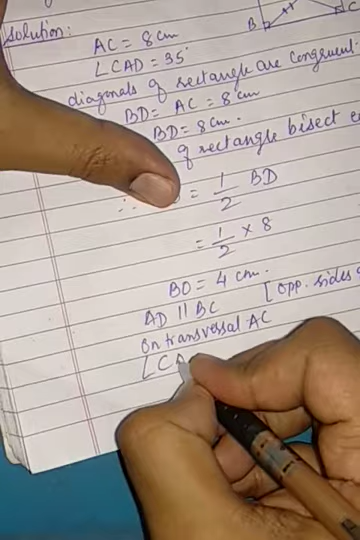 Solution:
B C
AC = 8 cm
∠CAD = 35°
diagonals of rectangle are congruent.
BD = AC = 8 cm
BD = 8 cm.
of rectangle bisect
∴ = 1/2 BD
= 1/2 × 8
BO = 4 cm.
AD || BC [opp. sides
On transversal AC
∠CA